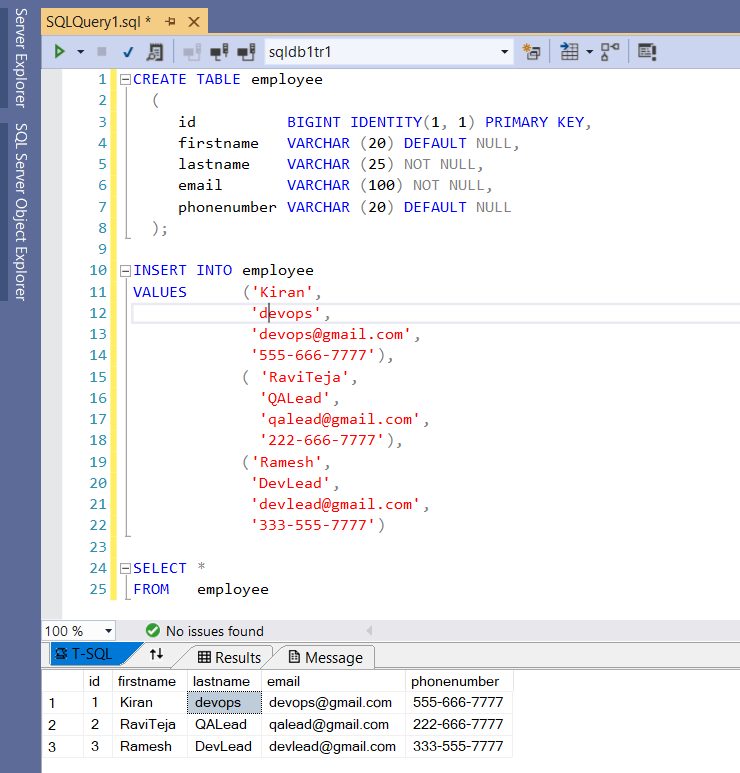 SQLQuery1.sql *
Server Explorer
SQL Server Object Explorer
sqldb1tr1
1 CREATE TABLE employee
2 (
3 id BIGINT IDENTITY(1, 1) PRIMARY KEY,
4 firstname VARCHAR (20) DEFAULT NULL,
5 lastname VARCHAR (25) NOT NULL,
6 email VARCHAR (100) NOT NULL,
7 phonenumber VARCHAR (20) DEFAULT NULL
8 );
9
10 INSERT INTO employee
11 VALUES ('Kiran',
12 'devops',
13 'devops@gmail.com',
14 '555-666-7777'),
15 ( 'RaviTeja',
16 'QALead',
17 'qalead@gmail.com',
18 '222-666-7777'),
19 ('Ramesh',
20 'DevLead',
21 'devlead@gmail.com',
22 '333-555-7777')
23
24 SELECT *
25 FROM employee
100 % No issues found
T-SQL Results Message
id firstname lastname email phonenumber
1 1 Kiran devops devops@gmail.com 555-666-7777
2 2 RaviTeja QALead qalead@gmail.com 222-666-7777
3 3 Ramesh DevLead devlead@gmail.com 333-555-7777